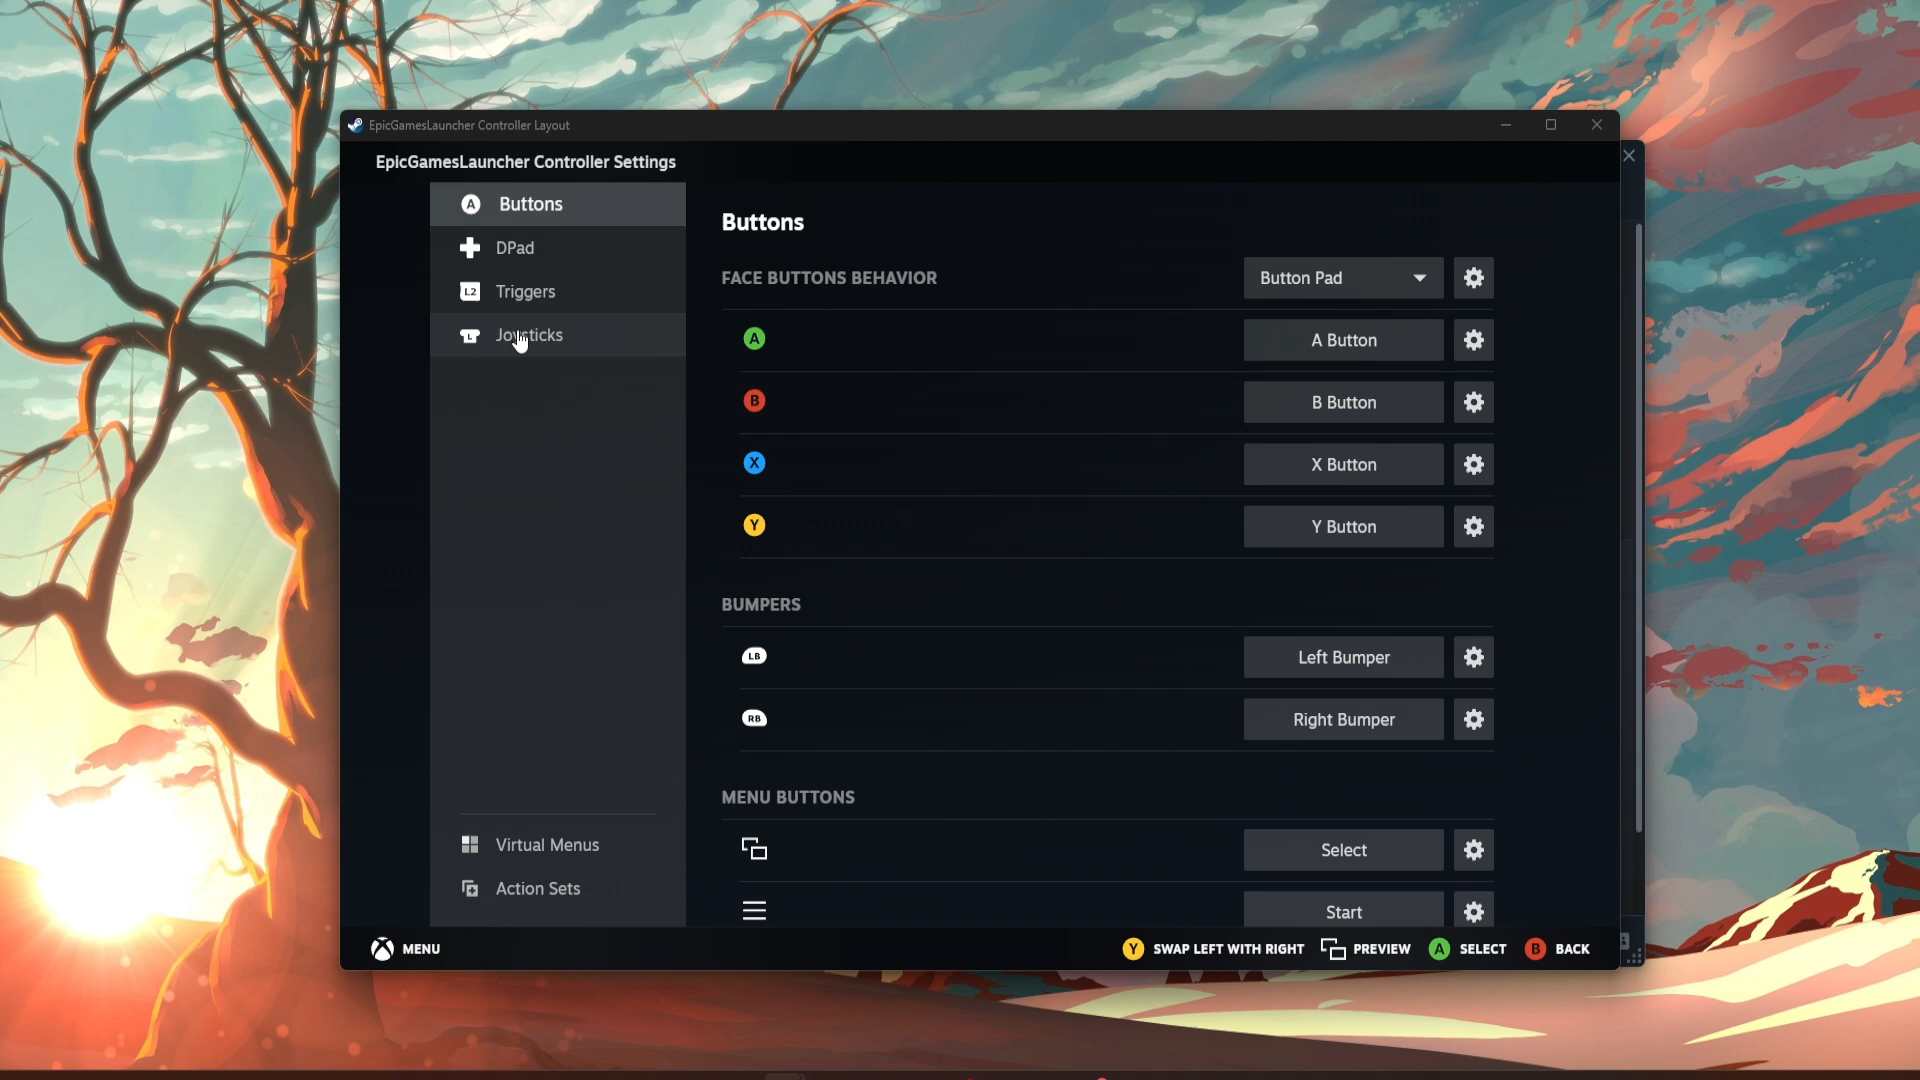 EpicGamesLauncher Controller Layout
EpicGamesLauncher Controller Settings
A Buttons
DPad
L2 Triggers
L Joysticks
Virtual Menus
Action Sets
Buttons
FACE BUTTONS BEHAVIOR Button Pad
A A Button
B B Button
X X Button
Y Y Button
BUMPERS
LB Left Bumper
RB Right Bumper
MENU BUTTONS
Select
Start
MENU Y SWAP LEFT WITH RIGHT PREVIEW A SELECT B BACK